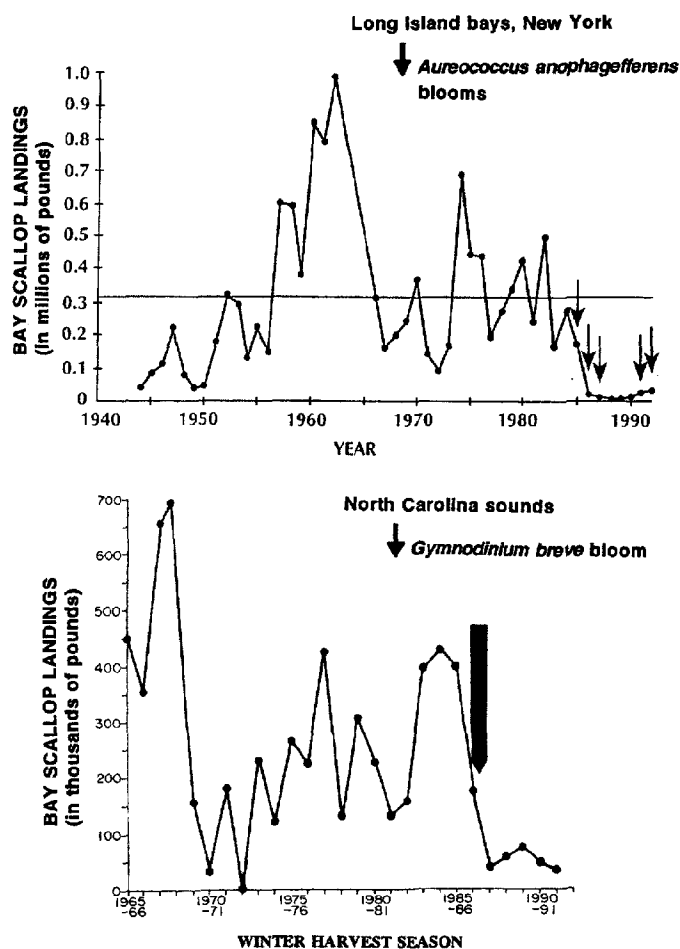 Long Island bays, New York
Aureococcus anophagefferens
blooms
BAY SCALLOP LANDINGS
(in millions of pounds)
1.0
0.9
0.8
0.7
0.6
0.5
0.4
0.3
0.2
0.1
0
1940 1950 1960 1970 1980 1990
YEAR
North Carolina sounds
Gymnodinium breve bloom
BAY SCALLOP LANDINGS
(in thousands of pounds)
700
600
500
400
300
200
100
0
1965 1970 1975 1980 1985 1990
-66 -71 -76 -81 -86 -91
WINTER HARVEST SEASON